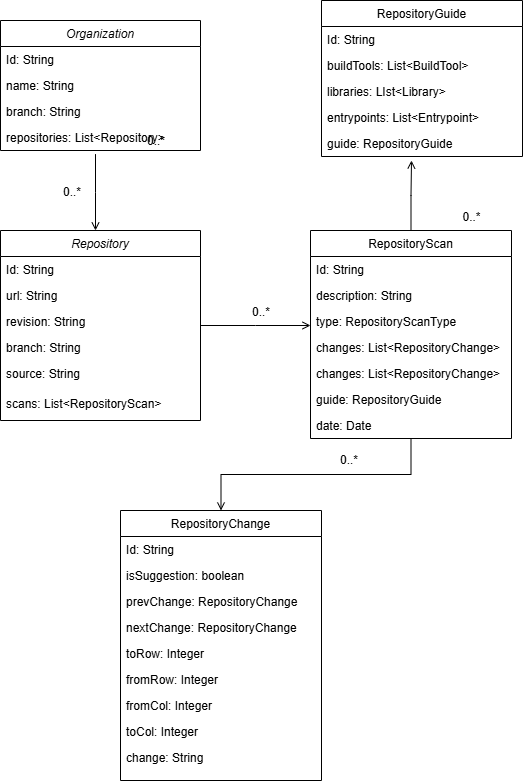 Organization
Id: String
name: String
branch: String
repositories: List<Repository>
0..*
0..*
RepositoryGuide
Id: String
buildTools: List<BuildTool>
libraries: LIst<Library>
entrypoints: List<Entrypoint>
guide: RepositoryGuide
0..*
Repository
Id: String
url: String
revision: String
branch: String
source: String
scans: List<RepositoryScan>
0..*
RepositoryScan
Id: String
description: String
type: RepositoryScanType
changes: List<RepositoryChange>
changes: List<RepositoryChange>
guide: RepositoryGuide
date: Date
0..*
RepositoryChange
Id: String
isSuggestion: boolean
prevChange: RepositoryChange
nextChange: RepositoryChange
toRow: Integer
fromRow: Integer
fromCol: Integer
toCol: Integer
change: String